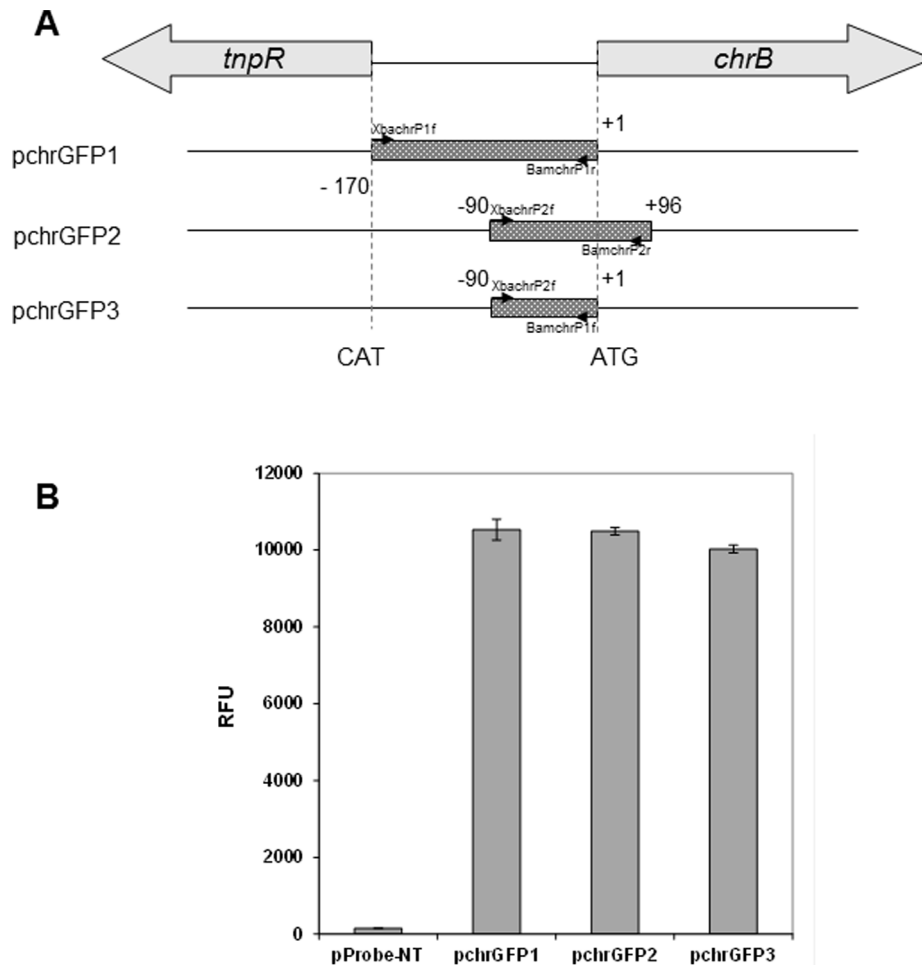 A
tnpR
chrB
XbachrP1f
+1
pchrGFP1
BamchrP1r
- 170
-90
XbachrP2f
+96
pchrGFP2
BamchrP2r
-90
XbachrP2f
+1
pchrGFP3
BamchrP1f
CAT
ATG
B
12000
10000
8000
6000
4000
2000
0
RFU
pProbe-NT
pchrGFP1
pchrGFP2
pchrGFP3